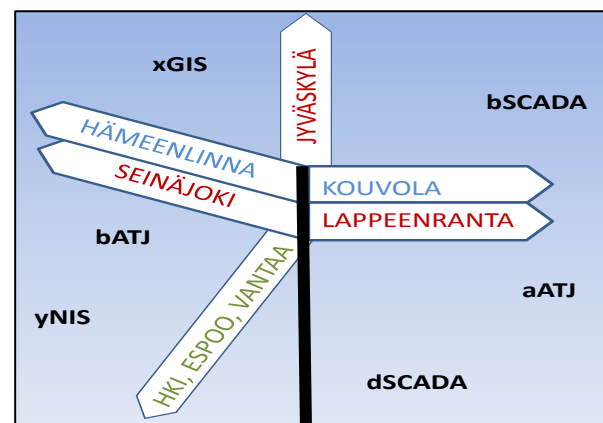 xGIS
JYVÄSKYLÄ
bSCADA
HÄMEENLINNA
SEINÄJOKI
KOUVOLA
LAPPEENRANTA
bATJ
aATJ
yNIS
HKI, ESPOO, VANTAA
dSCADA